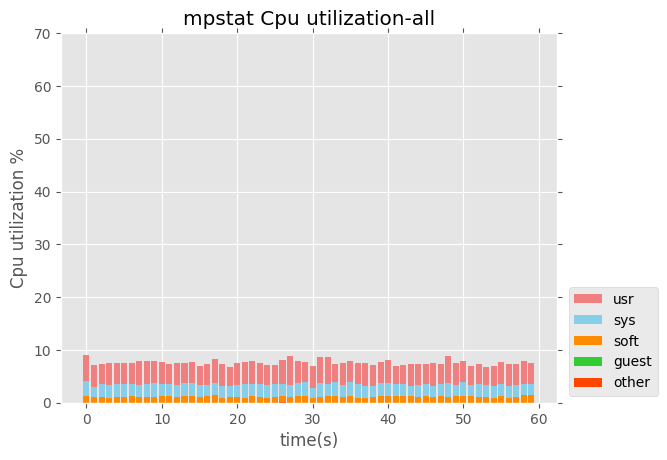 mpstat Cpu utilization-all
70
60
50
40
30
20
10
0
Cpu utilization %
0 10 20 30 40 50 60
time(s)
usr
sys
soft
guest
other